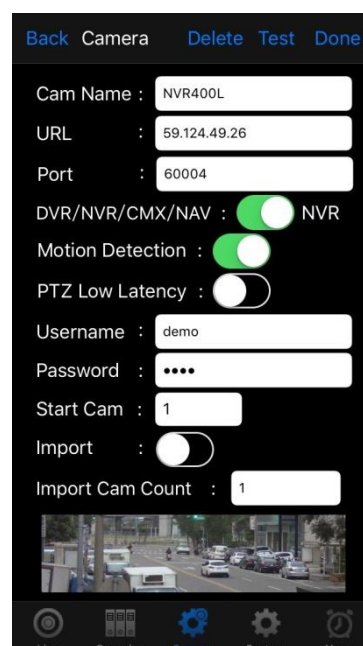 Back Camera Delete Test Done
Cam Name : NVR400L
URL : 59.124.49.26
Port : 60004
DVR/NVR/CMX/NAV : NVR
Motion Detection :
PTZ Low Latency :
Username : demo
Password : ••••
Start Cam : 1
Import :
Import Cam Count : 1